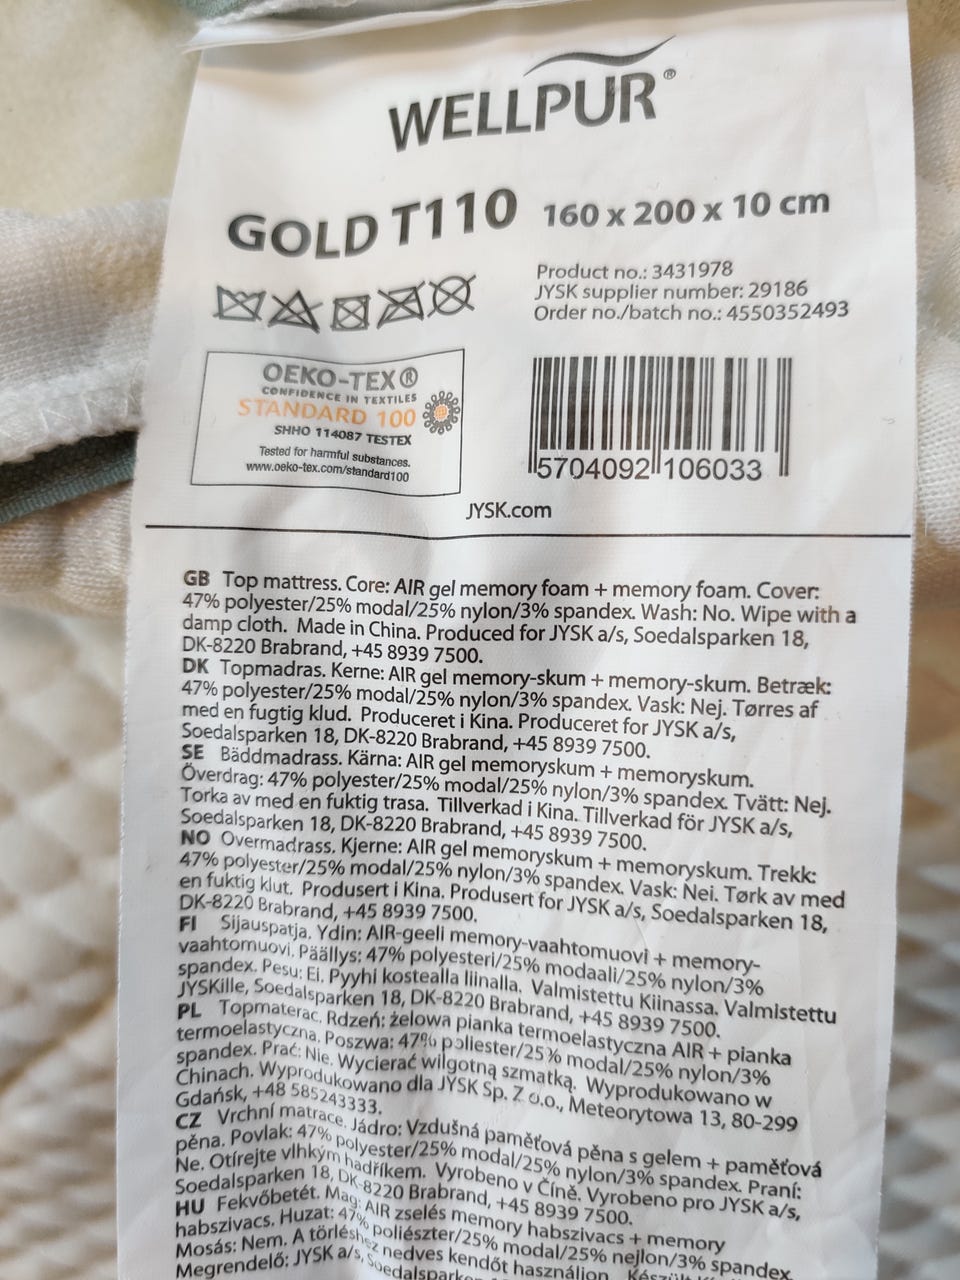 WELLPUR®
GOLD T110 160 x 200 x 10 cm
Product no.: 3431978
JYSK supplier number: 29186
Order no./batch no.: 4550352493
OEKO-TEX®
CONFIDENCE IN TEXTILES
STANDARD 100
SHHO 114087 TESTEX
Tested for harmful substances.
www.oeko-tex.com/standard100
5704092 106033
JYSK.com
GB Top mattress. Core: AIR gel memory foam + memory foam. Cover:
47% polyester/25% modal/25% nylon/3% spandex. Wash: No. Wipe with a
damp cloth. Made in China. Produced for JYSK a/s, Soedalsparken 18,
DK-8220 Brabrand, +45 8939 7500.
DK Topmadras. Kerne: AIR gel memory-skum + memory-skum. Betræk:
47% polyester/25% modal/25% nylon/3% spandex. Vask: Nej. Tørres af
med en fugtig klud. Produceret i Kina. Produceret for JYSK a/s,
Soedalsparken 18, DK-8220 Brabrand, +45 8939 7500.
SE Bäddmadrass. Kärna: AIR gel memoryskum + memoryskum.
Överdrag: 47% polyester/25% modal/25% nylon/3% spandex. Tvätt: Nej.
Torka av med en fuktig trasa. Tillverkad i Kina. Tillverkad för JYSK a/s,
Soedalsparken 18, DK-8220 Brabrand, +45 8939 7500.
NO Overmadrass. Kjerne: AIR gel memoryskum + memoryskum. Trekk:
47% polyester/25% modal/25% nylon/3% spandex. Vask: Nei. Tørk av med
en fuktig klut. Produsert i Kina. Produsert for JYSK a/s, Soedalsparken 18,
DK-8220 Brabrand, +45 8939 7500.
FI Sijauspatja. Ydin: AIR-geeli memory-vaahtomuovi + memory-
vaahtomuovi. Päällys: 47% polyesteri/25% modaali/25% nylon/3%
spandex. Pesu: Ei. Pyyhi kostealla liinalla. Valmistettu Kiinassa. Valmistettu
JYSKille, Soedalsparken 18, DK-8220 Brabrand, +45 8939 7500.
PL Topmaterac. Rdzeń: żelowa pianka termoelastyczna AIR + pianka
termoelastyczna. Poszwa: 47% poliester/25% modal/25% nylon/3%
spandex. Prać: Nie. Wycierać wilgotną szmatką. Wyprodukowano w
Chinach. Wyprodukowano dla JYSK Sp. Z o.o., Meteorytowa 13, 80-299
Gdańsk, +48 585243333.
CZ Vrchní matrace. Jádro: Vzdušná paměťová pěna s gelem + paměťová
pěna. Povlak: 47% polyester/25% modal/25% nylon/3% spandex. Praní:
Ne. Otírejte vlhkým hadříkem. Vyrobeno v Číně. Vyrobeno pro JYSK a/s,
Soedalsparken 18, DK-8220 Brabrand, +45 8939 7500.
HU Fekvőbetét. Mag: AIR zselés memory habszivacs + memory
habszivacs. Huzat: 47% poliészter/25% modal/25% nejlon/3% spandex.
Mosás: Nem. A törléshez nedves kendőt használjon.
Megrendelő: JYSK a/s,